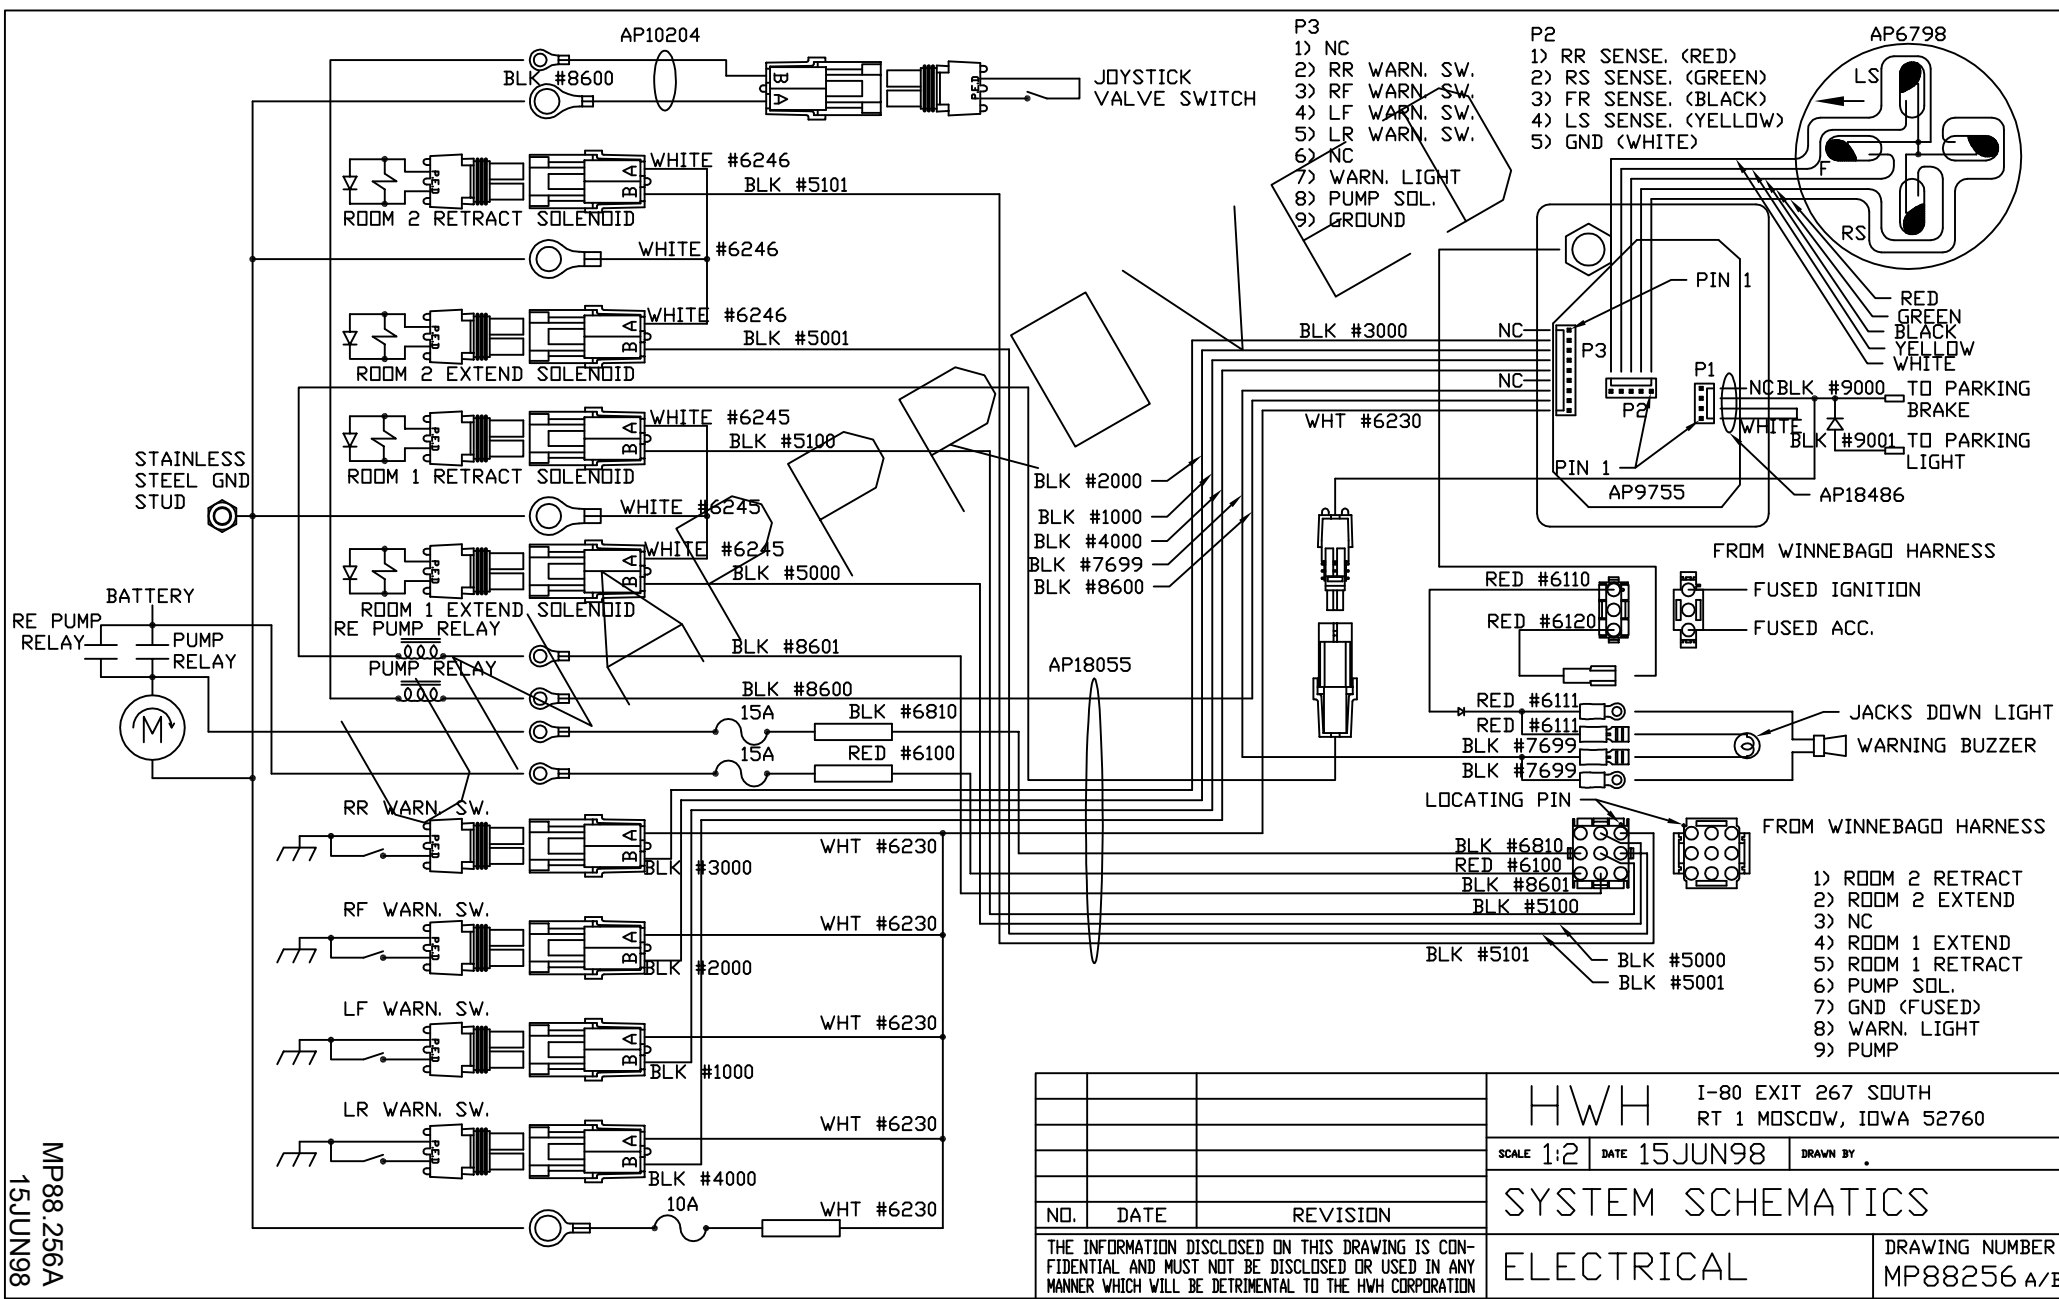 AP10204
BLK #8600
JOYSTICK
VALVE SWITCH
B
A
P.E.D
P3
1) NC
2) RR WARN. SW.
3) RF WARN. SW.
4) LF WARN. SW.
5) LR WARN. SW.
6) NC
7) WARN. LIGHT
8) PUMP SOL.
9) GROUND
P2
1) RR SENSE. (RED)
2) RS SENSE. (GREEN)
3) FR SENSE. (BLACK)
4) LS SENSE. (YELLOW)
5) GND (WHITE)
AP6798
LS
F
RS
WHITE #6246
BLK #5101
P.E.D
A
B
ROOM 2 RETRACT SOLENOID
WHITE #6246
WHITE #6246
BLK #5001
P.E.D
A
B
ROOM 2 EXTEND SOLENOID
WHITE #6245
BLK #5100
P.E.D
A
B
ROOM 1 RETRACT SOLENOID
STAINLESS
STEEL GND
STUD
WHITE #6245
WHITE #6245
BLK #5000
P.E.D
A
B
ROOM 1 EXTEND SOLENOID
PIN 1
RED
GREEN
BLACK
YELLOW
WHITE
BLK #3000
NC
P3
NC
WHT #6230
P2
P1
NC
BLK #9000
TO PARKING
BRAKE
WHITE
BLK #9001
TO PARKING
LIGHT
PIN 1
AP9755
AP18486
BLK #2000
BLK #1000
BLK #4000
BLK #7699
BLK #8600
BATTERY
RE PUMP
RELAY
PUMP
RELAY
M
RE PUMP RELAY
PUMP RELAY
BLK #8601
BLK #8600
15A
BLK #6810
15A
RED #6100
AP18055
FROM WINNEBAGO HARNESS
RED #6110
FUSED IGNITION
RED #6120
FUSED ACC.
RED #6111
RED #6111
BLK #7699
BLK #7699
JACKS DOWN LIGHT
WARNING BUZZER
LOCATING PIN
FROM WINNEBAGO HARNESS
BLK #6810
RED #6100
BLK #8601
BLK #5100
BLK #5101
BLK #5000
BLK #5001
1) ROOM 2 RETRACT
2) ROOM 2 EXTEND
3) NC
4) ROOM 1 EXTEND
5) ROOM 1 RETRACT
6) PUMP SOL.
7) GND (FUSED)
8) WARN. LIGHT
9) PUMP
RR WARN. SW.
P.E.D
A
B
WHT #6230
BLK #3000
RF WARN. SW.
P.E.D
A
B
WHT #6230
BLK #2000
LF WARN. SW.
P.E.D
A
B
WHT #6230
BLK #1000
LR WARN. SW.
P.E.D
A
B
WHT #6230
BLK #4000
10A
WHT #6230
MP88.256A
15JUN98
NO. DATE REVISION
THE INFORMATION DISCLOSED ON THIS DRAWING IS CON-
FIDENTIAL AND MUST NOT BE DISCLOSED OR USED IN ANY
MANNER WHICH WILL BE DETRIMENTAL TO THE HWH CORPORATION
HWH
I-80 EXIT 267 SOUTH
RT 1 MOSCOW, IOWA 52760
SCALE 1:2 DATE 15JUN98 DRAWN BY .
SYSTEM SCHEMATICS
ELECTRICAL
DRAWING NUMBER
MP88256 A/B